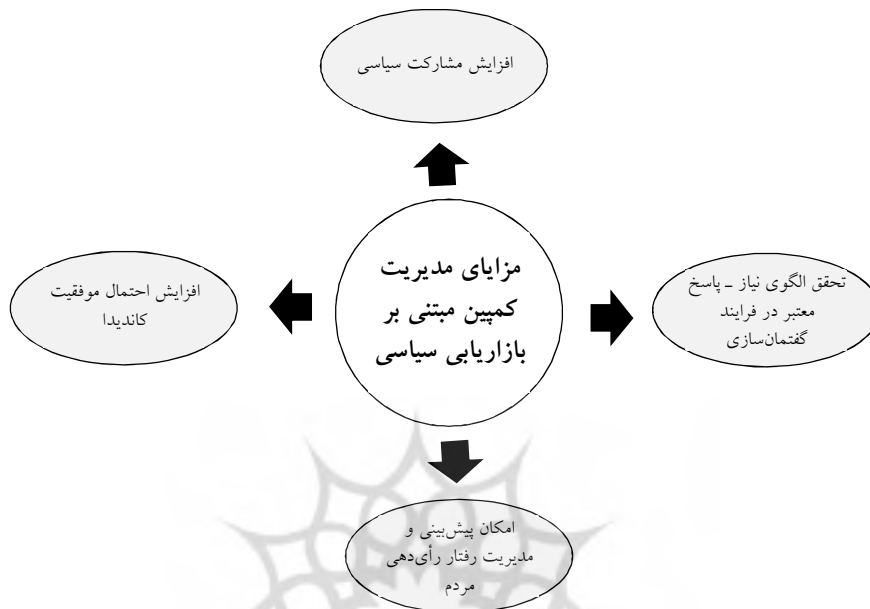 افزایش مشارکت سیاسی
مزایای مدیریت
کمپین مبتنی بر
بازاریابی سیاسی
تحقق الگوی نیاز ـ پاسخ
معتبر در فرایند
گفتمان‌سازی
افزایش احتمال موفقیت
کاندیدا
امکان پیش‌بینی و
مدیریت رفتار رأی‌دهی
مردم